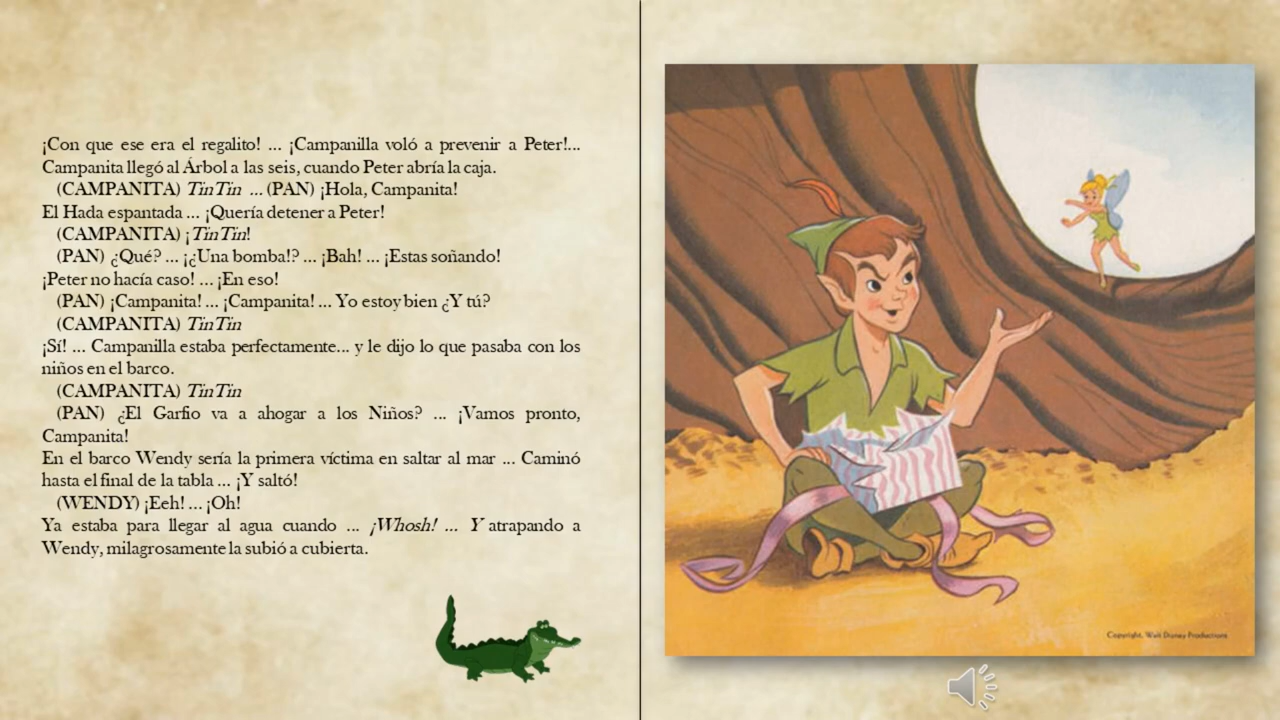 ¡Con que ese era el regalito! ... ¡Campanilla voló a prevenir a Peter!...
Campanita llegó al Árbol a las seis, cuando Peter abría la caja.
(CAMPANITA) TinTin ... (PAN) ¡Hola, Campanita!
El Hada espantada ... ¡Quería detener a Peter!
(CAMPANITA) ¡TinTin!
(PAN) ¿Qué? ... ¡¿Una bomba!? ... ¡Bah! ... ¡Estas soñando!
¡Peter no hacía caso! ... ¡En eso!
(PAN) ¡Campanita! ... ¡Campanita! ... Yo estoy bien ¿Y tú?
(CAMPANITA) TinTin
¡Sí! ... Campanilla estaba perfectamente... y le dijo lo que pasaba con los
niños en el barco.
(CAMPANITA) TinTin
(PAN) ¿El Garfio va a ahogar a los Niños? ... ¡Vamos pronto,
Campanita!
En el barco Wendy sería la primera víctima en saltar al mar ... Caminó
hasta el final de la tabla ... ¡Y saltó!
(WENDY) ¡Eeh! ... ¡Oh!
Ya estaba para llegar al agua cuando ... ¡Whosh! ... Y atrapando a
Wendy, milagrosamente la subió a cubierta.
Copyright, Walt Disney Productions